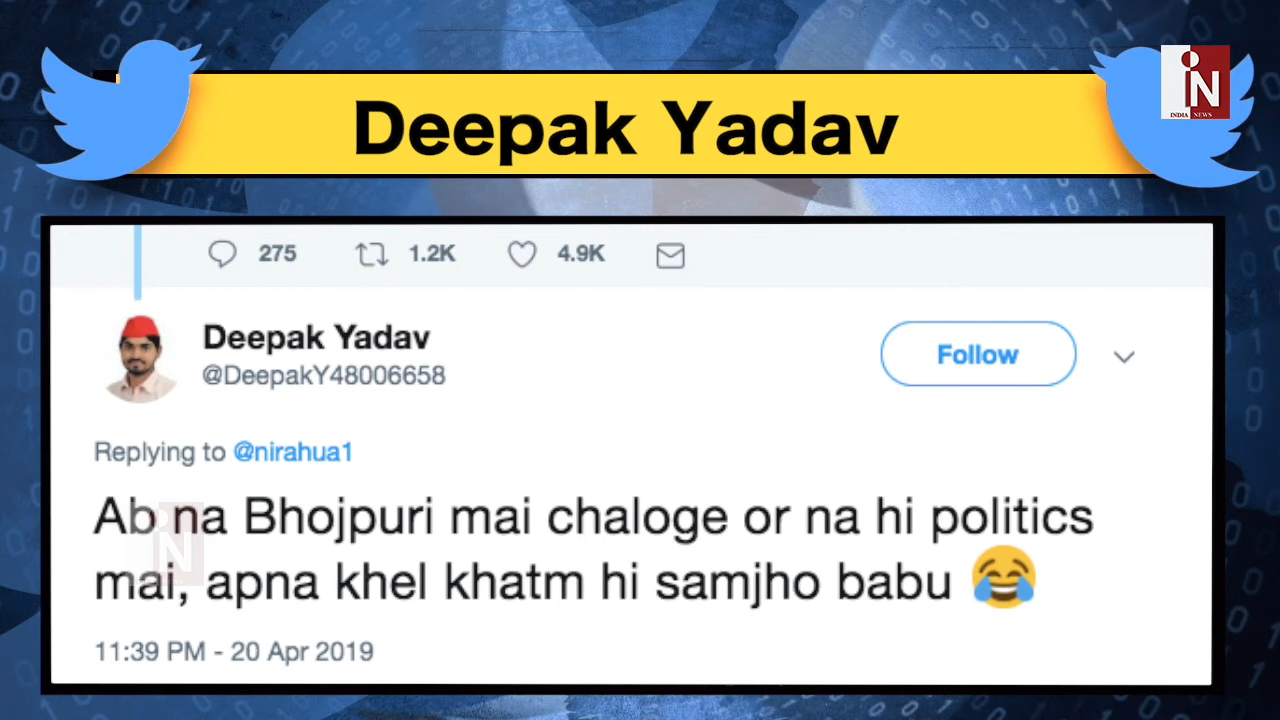 Deepak Yadav
iN
INDIA NEWS
275 1.2K 4.9K
Deepak Yadav
@DeepakY48006658
Follow
Replying to @nirahua1
Ab na Bhojpuri mai chaloge or na hi politics
mai, apna khel khatm hi samjho babu 😂
11:39 PM - 20 Apr 2019